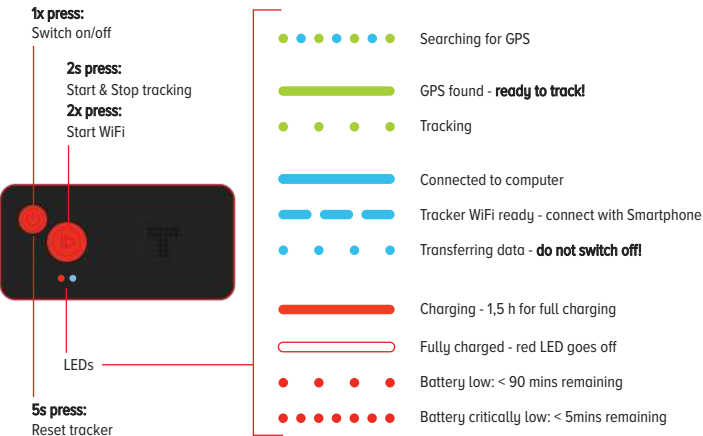 1x press:
Switch on/off
2s press:
Start & Stop tracking
2x press:
Start WiFi
LEDs
5s press:
Reset tracker
Searching for GPS
GPS found - ready to track!
Tracking
Connected to computer
Tracker WiFi ready - connect with Smartphone
Transferring data - do not switch off!
Charging - 1,5 h for full charging
Fully charged - red LED goes off
Battery low: < 90 mins remaining
Battery critically low: < 5mins remaining